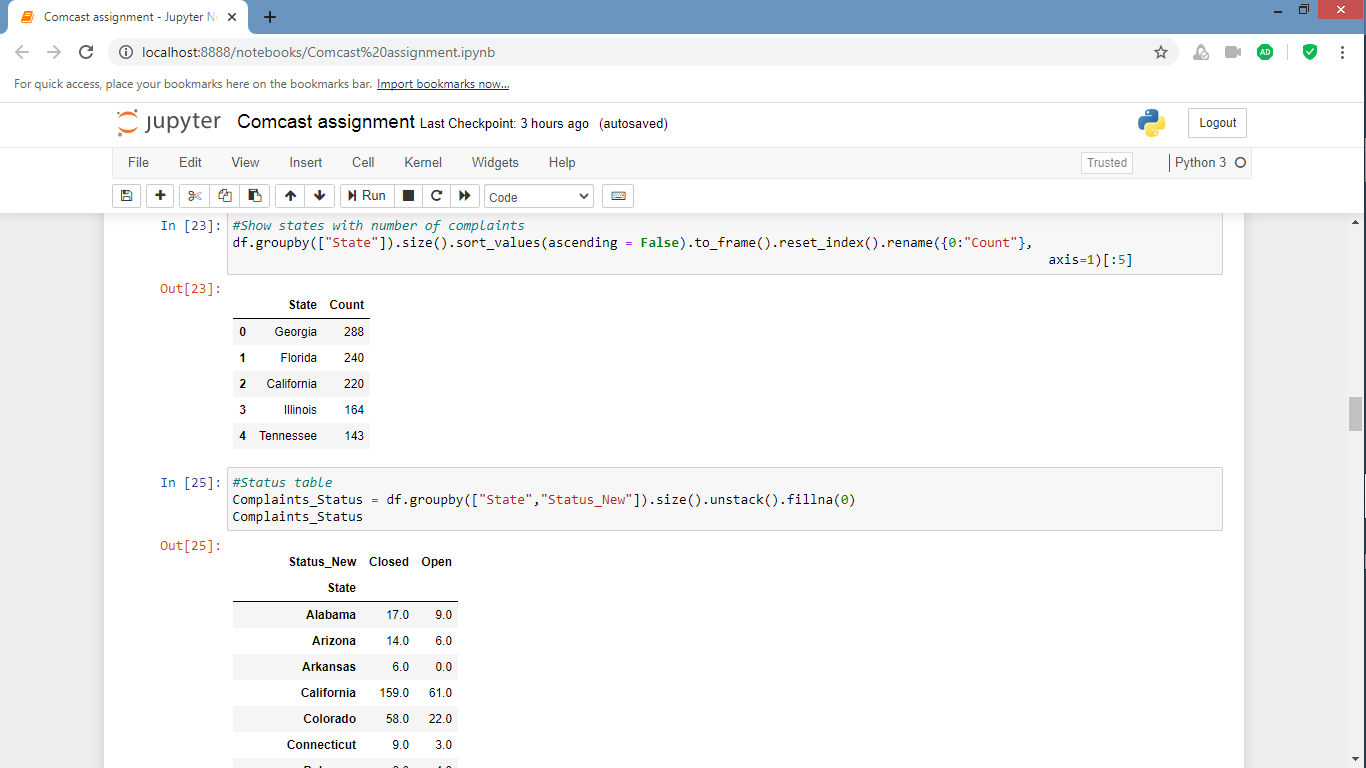 Comcast assignment - Jupyter No
localhost:8888/notebooks/Comcast%20assignment.ipynb
AD
For quick access, place your bookmarks here on the bookmarks bar. Import bookmarks now...
jupyter Comcast assignment Last Checkpoint: 3 hours ago (autosaved)
Logout
File Edit View Insert Cell Kernel Widgets Help
Trusted
Python 3
Run
Code
In [23]: #Show states with number of complaints
df.groupby(["State"]).size().sort_values(ascending = False).to_frame().reset_index().rename({0:"Count"},
axis=1)[:5]
Out[23]:
State Count
0 Georgia 288
1 Florida 240
2 California 220
3 Illinois 164
4 Tennessee 143
In [25]: #Status table
Complaints_Status = df.groupby(["State","Status_New"]).size().unstack().fillna(0)
Complaints_Status
Out[25]:
Status_New Closed Open
State
Alabama 17.0 9.0
Arizona 14.0 6.0
Arkansas 6.0 0.0
California 159.0 61.0
Colorado 58.0 22.0
Connecticut 9.0 3.0